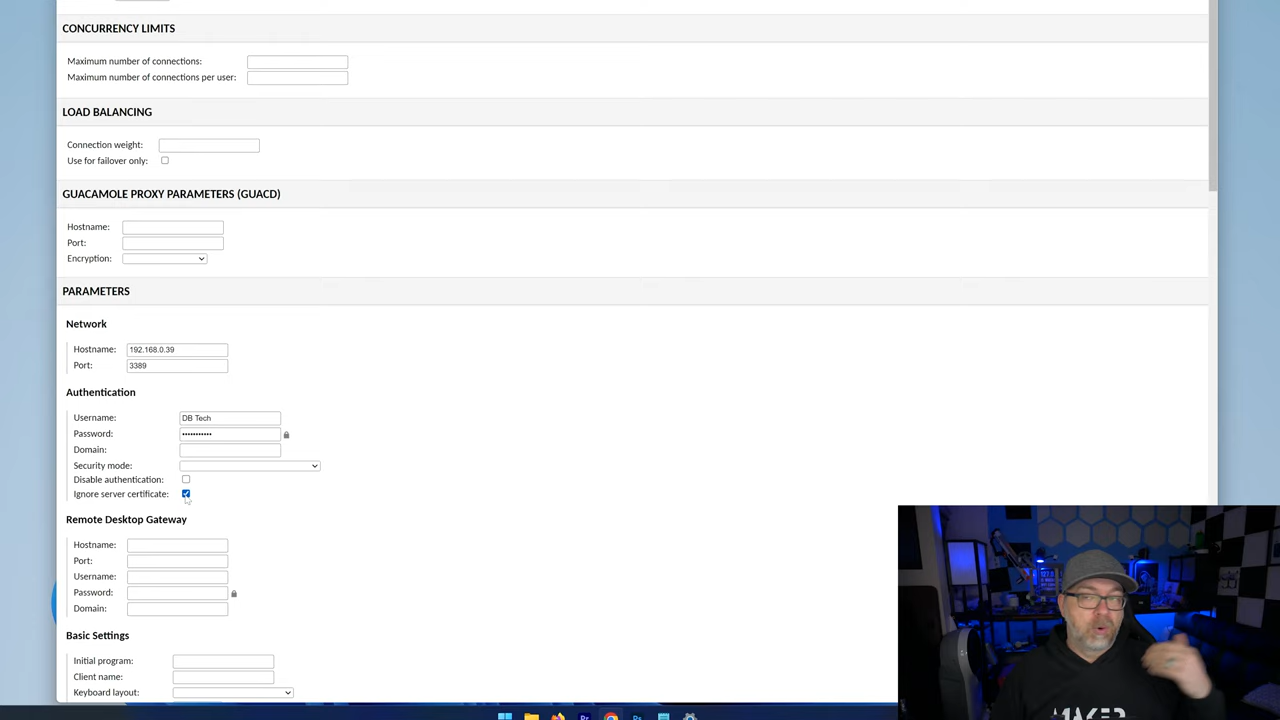 CONCURRENCY LIMITS
Maximum number of connections:
Maximum number of connections per user:
LOAD BALANCING
Connection weight:
Use for failover only:
GUACAMOLE PROXY PARAMETERS (GUACD)
Hostname:
Port:
Encryption:
PARAMETERS
Network
Hostname: 192.168.0.39
Port: 3389
Authentication
Username: DB Tech
Password: •••••••••••
Domain:
Security mode:
Disable authentication:
Ignore server certificate:
Remote Desktop Gateway
Hostname:
Port:
Username:
Password:
Domain:
Basic Settings
Initial program:
Client name:
Keyboard layout:
MAKER
Pr
Ps